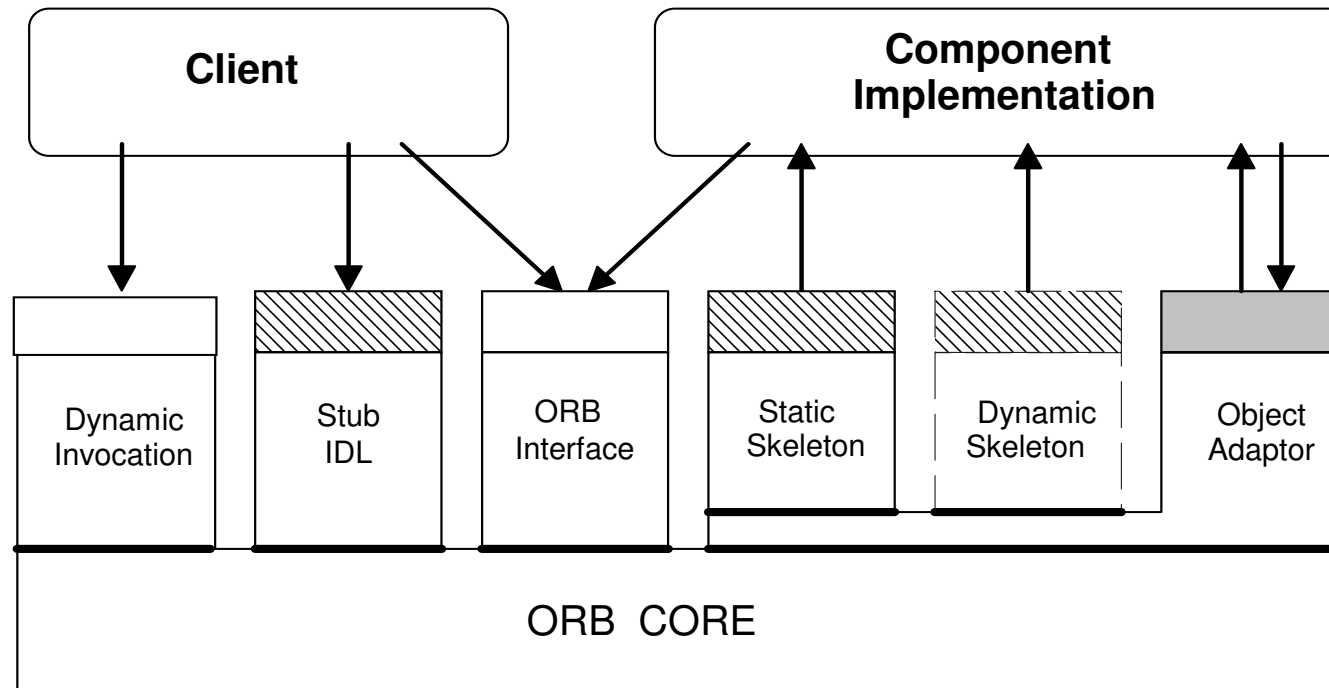 Client
Component
Implementation
Dynamic
Invocation
Stub
IDL
ORB
Interface
Static
Skeleton
Dynamic
Skeleton
Object
Adaptor
ORB CORE